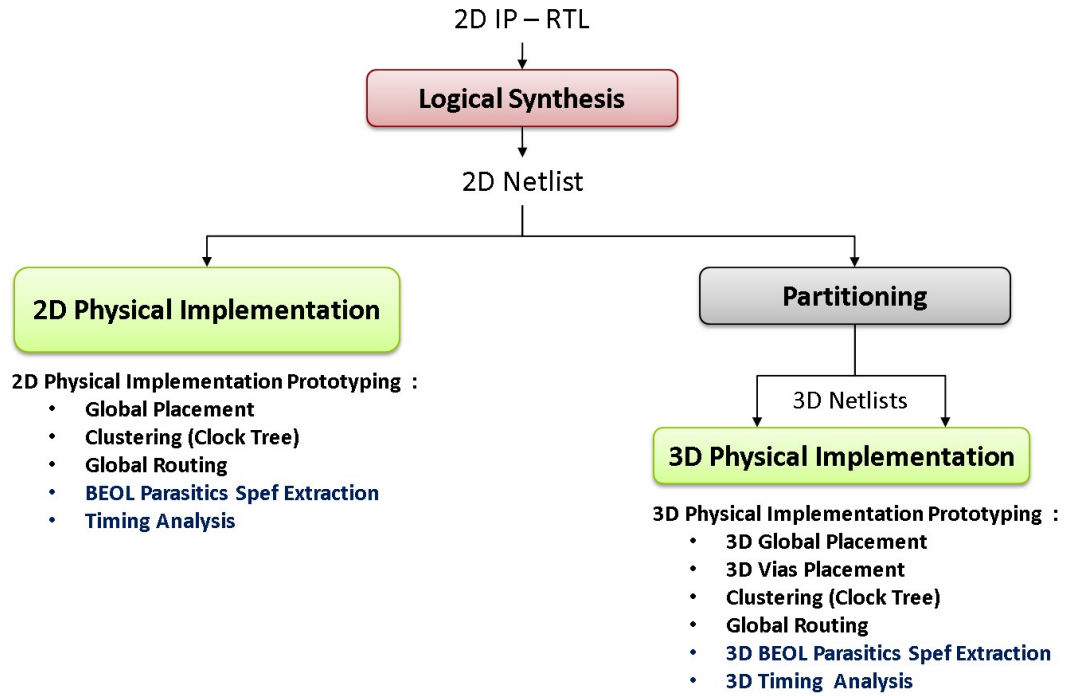 2D IP – RTL
Logical Synthesis
2D Netlist
2D Physical Implementation
2D Physical Implementation Prototyping :
• Global Placement
• Clustering (Clock Tree)
• Global Routing
• BEOL Parasitics Spef Extraction
• Timing Analysis
Partitioning
3D Netlists
3D Physical Implementation
3D Physical Implementation Prototyping :
• 3D Global Placement
• 3D Vias Placement
• Clustering (Clock Tree)
• Global Routing
• 3D BEOL Parasitics Spef Extraction
• 3D Timing Analysis